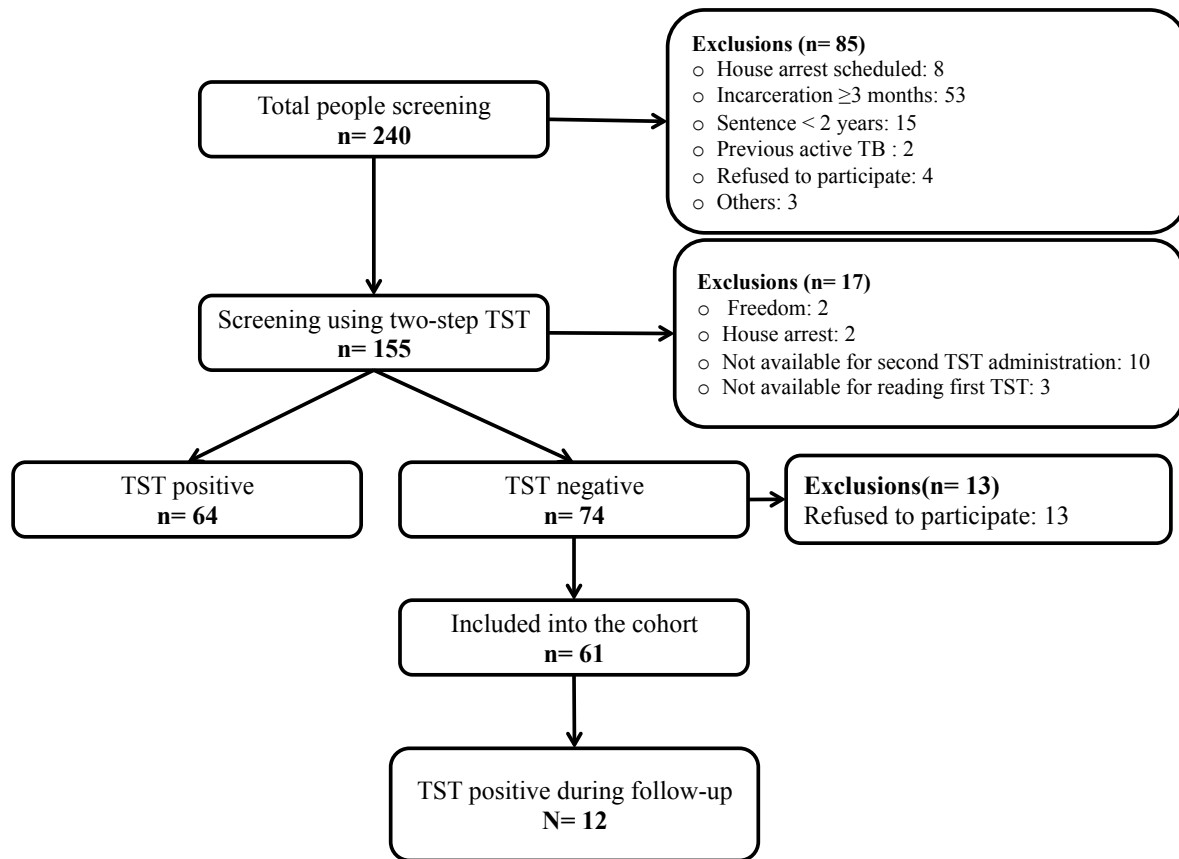 Total people screening
n= 240
Exclusions (n= 85)
o House arrest scheduled: 8
o Incarceration ≥3 months: 53
o Sentence < 2 years: 15
o Previous active TB : 2
o Refused to participate: 4
o Others: 3
Screening using two-step TST
n= 155
Exclusions (n= 17)
o Freedom: 2
o House arrest: 2
o Not available for second TST administration: 10
o Not available for reading first TST: 3
TST positive
n= 64
TST negative
n= 74
Exclusions(n= 13)
Refused to participate: 13
Included into the cohort
n= 61
TST positive during follow-up
N= 12